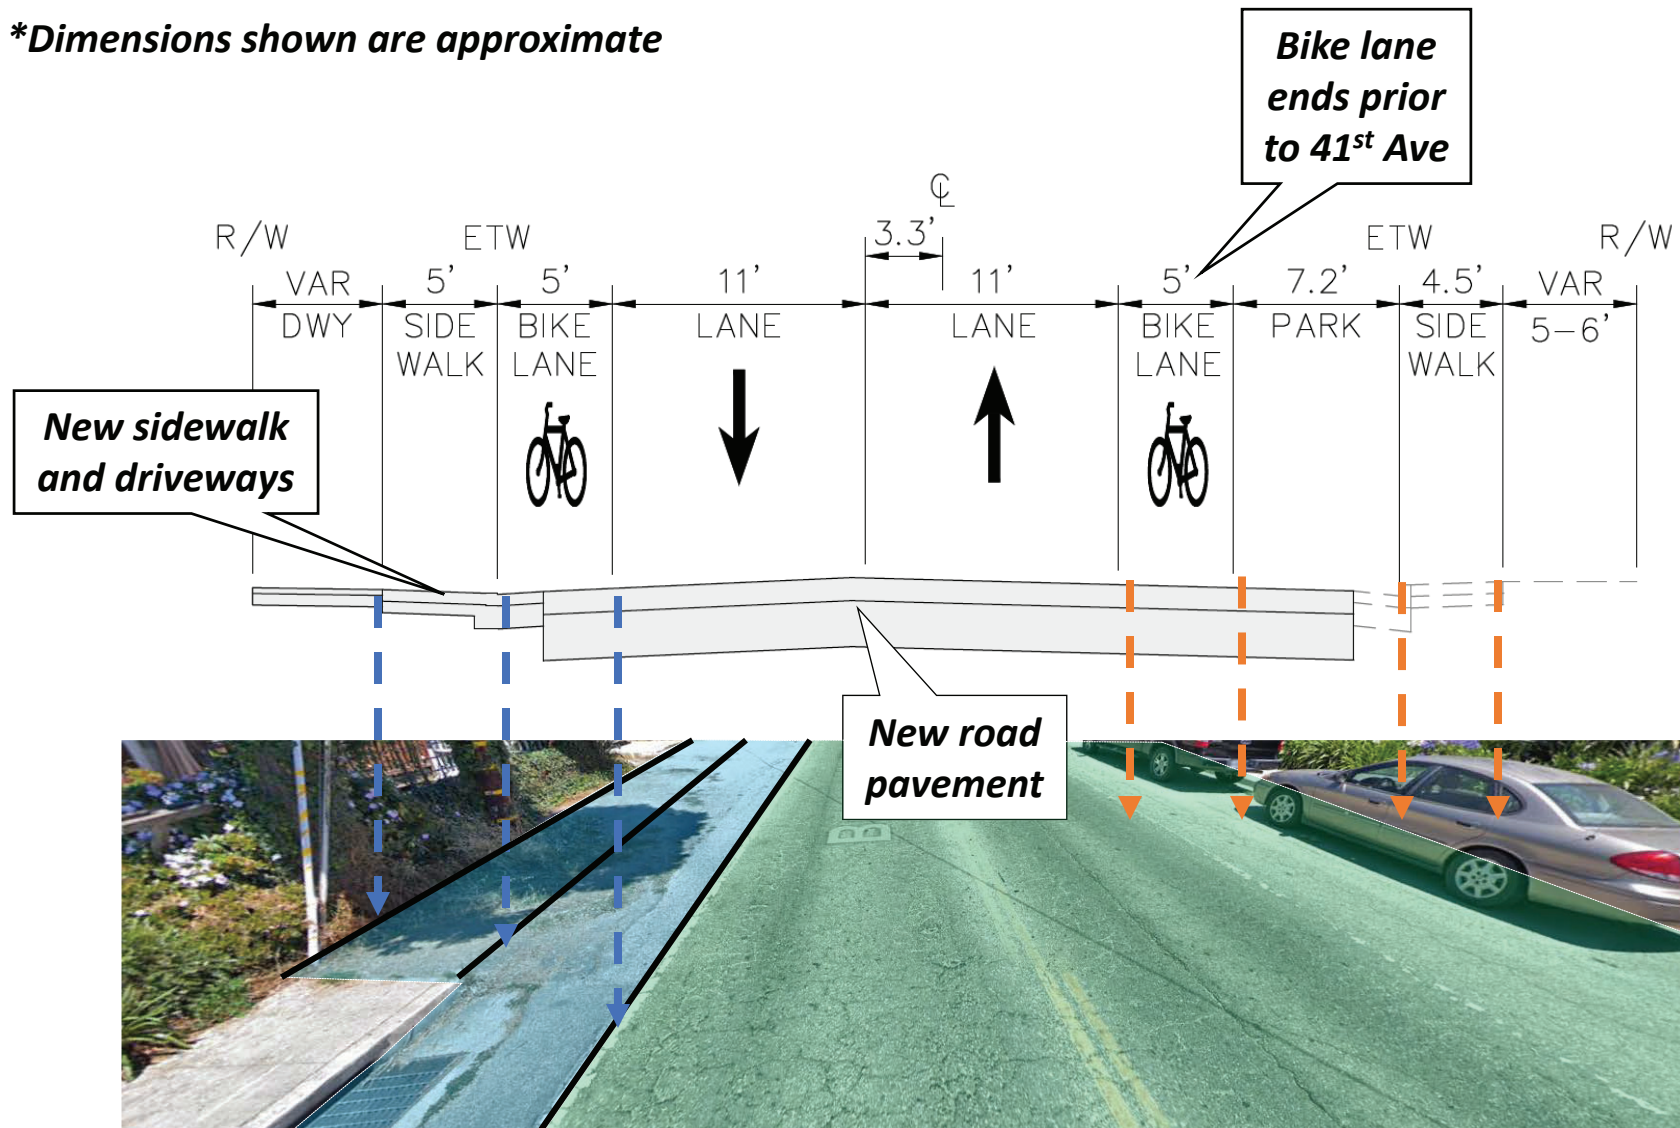 *Dimensions shown are approximate
Bike lane
ends prior
to 41st Ave
℄
3.3'
R/W
ETW
ETW
R/W
VAR
5'
5'
11'
11'
5'
7.2'
4.5'
VAR
DWY
SIDE
WALK
BIKE
LANE
LANE
LANE
BIKE
LANE
PARK
SIDE
WALK
5-6'
New sidewalk
and driveways
New road
pavement